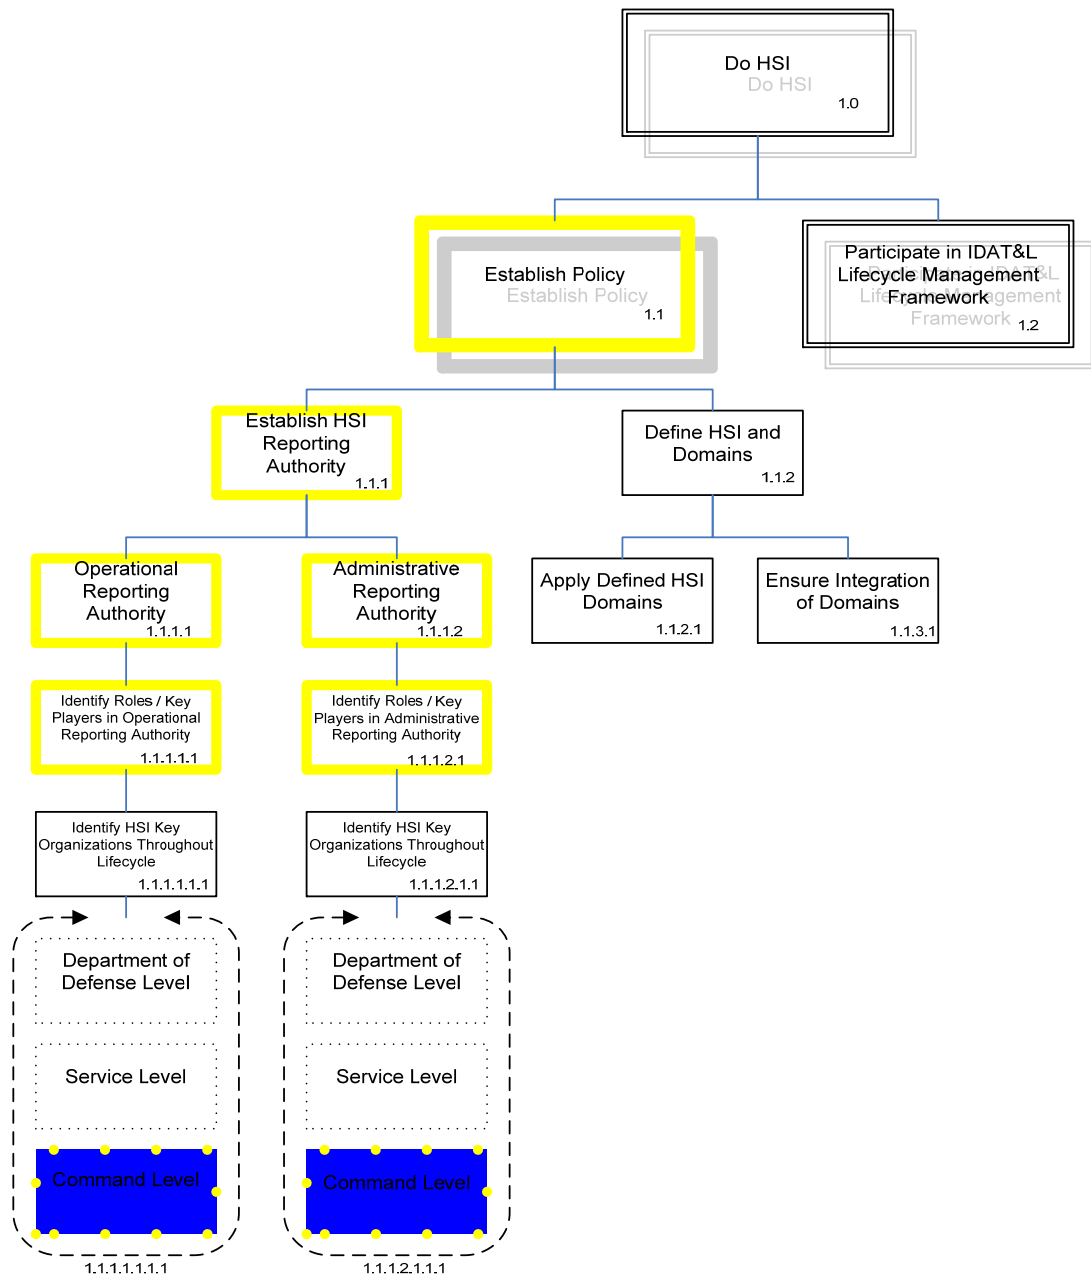 Do HSI
Do HSI
1.0
Establish Policy
Establish Policy
1.1
Participate in IDAT&L
Lifecycle Management
Framework
1.2
Participate in IDAT&L
Lifecycle Management
Framework
Establish HSI
Reporting
Authority
1.1.1
Define HSI and
Domains
1.1.2
Operational
Reporting
Authority
1.1.1.1
Administrative
Reporting
Authority
1.1.1.2
Apply Defined HSI
Domains
1.1.2.1
Ensure Integration
of Domains
1.1.3.1
Identify Roles / Key
Players in Operational
Reporting Authority
1.1.1.1.1
Identify Roles / Key
Players in Administrative
Reporting Authority
1.1.1.2.1
Identify HSI Key
Organizations Throughout
Lifecycle
1.1.1.1.1.1
Identify HSI Key
Organizations Throughout
Lifecycle
1.1.1.2.1.1
Department of
Defense Level
Service Level
Command Level
1.1.1.1.1.1.1
Department of
Defense Level
Service Level
Command Level
1.1.1.2.1.1.1